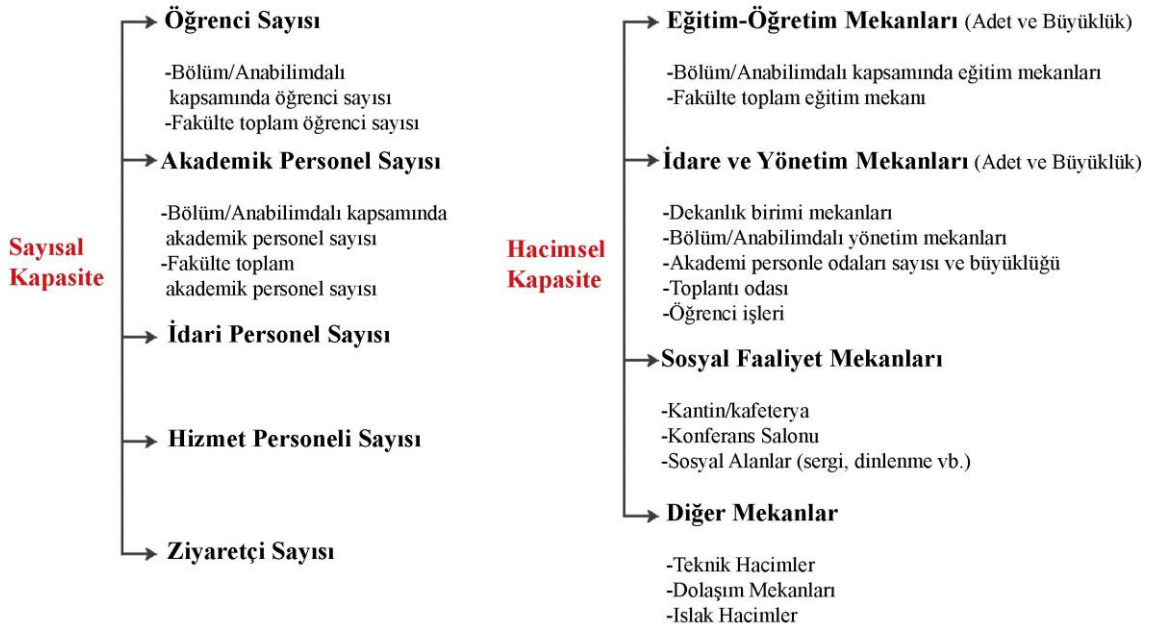 Sayısal
Kapasite
Öğrenci Sayısı
-Bölüm/Anabilimdalı
kapsamında öğrenci sayısı
-Fakülte toplam öğrenci sayısı
Akademik Personel Sayısı
-Bölüm/Anabilimdalı kapsamında
akademik personel sayısı
-Fakülte toplam
akademik personel sayısı
İdari Personel Sayısı
Hizmet Personeli Sayısı
Ziyaretçi Sayısı
Hacimsel
Kapasite
Eğitim-Öğretim Mekanları (Adet ve Büyüklük)
-Bölüm/Anabilimdalı kapsamında eğitim mekanları
-Fakülte toplam eğitim mekanı
İdare ve Yönetim Mekanları (Adet ve Büyüklük)
-Dekanlık birimi mekanları
-Bölüm/Anabilimdalı yönetim mekanları
-Akademi personle odaları sayısı ve büyüklüğü
-Toplantı odası
-Öğrenci işleri
Sosyal Faaliyet Mekanları
-Kantin/kafeterya
-Konferans Salonu
-Sosyal Alanlar (sergi, dinlenme vb.)
Diğer Mekanlar
-Teknik Hacimler
-Dolaşım Mekanları
-Islak Hacimler